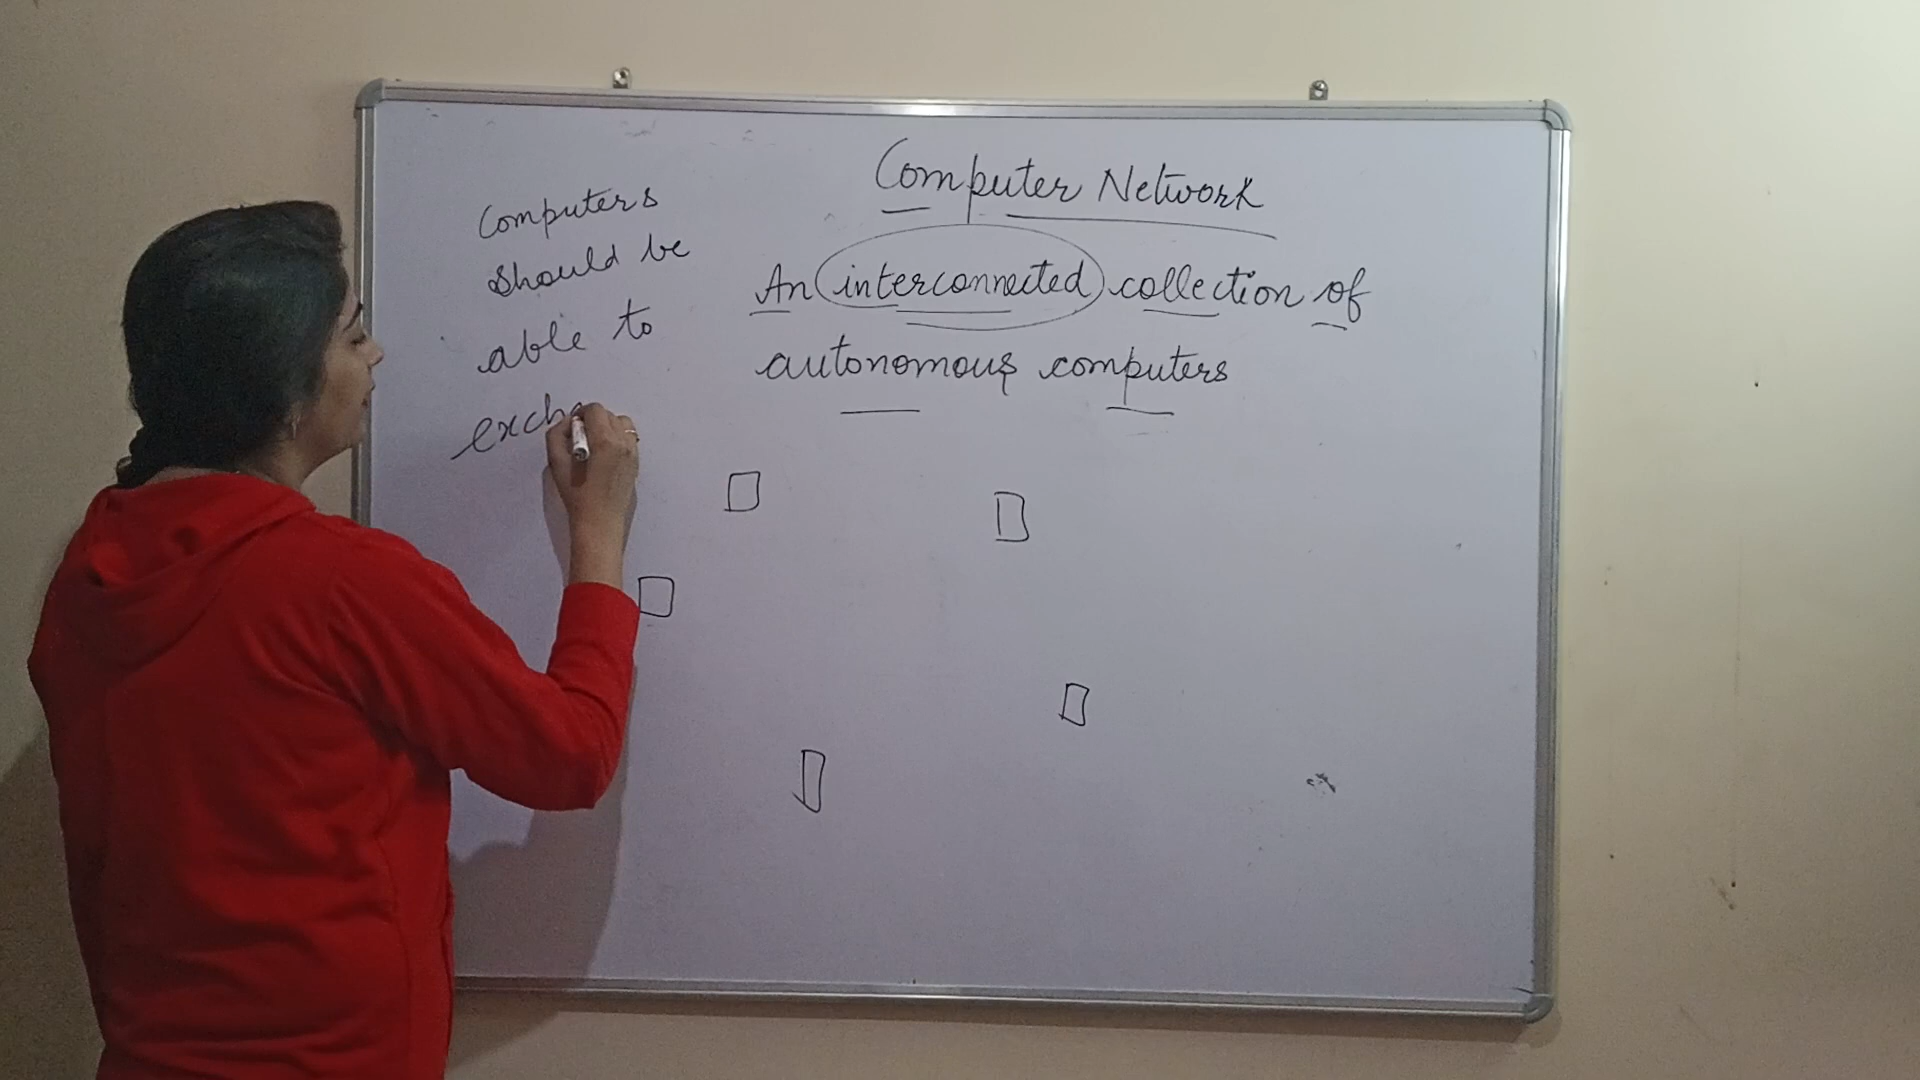 Computer Network
An interconnected collection of
autonomous computers
Computers
should be
able to